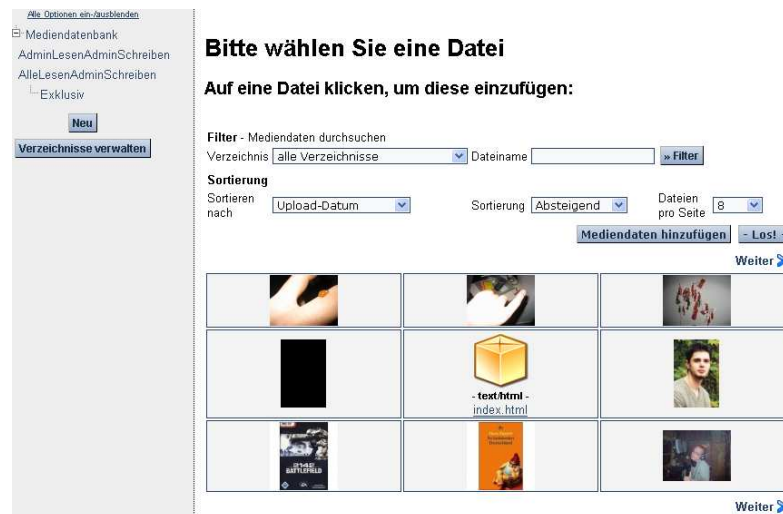 Alle Optionen ein-/ausblenden
Mediendatenbank
AdminLesenAdminSchreiben
AlleLesenAdminSchreiben
Exklusiv
Neu
Verzeichnisse verwalten
Bitte wählen Sie eine Datei
Auf eine Datei klicken, um diese einzufügen:
Filter - Mediendaten durchsuchen
Verzeichnis alle Verzeichnisse Dateiname » Filter
Sortierung
Sortieren nach Upload-Datum Sortierung Absteigend Dateien pro Seite 8
Mediendaten hinzufügen - Los! -
Weiter
- text/html -
index.html
2142
BATTLEFIELD
Weiter